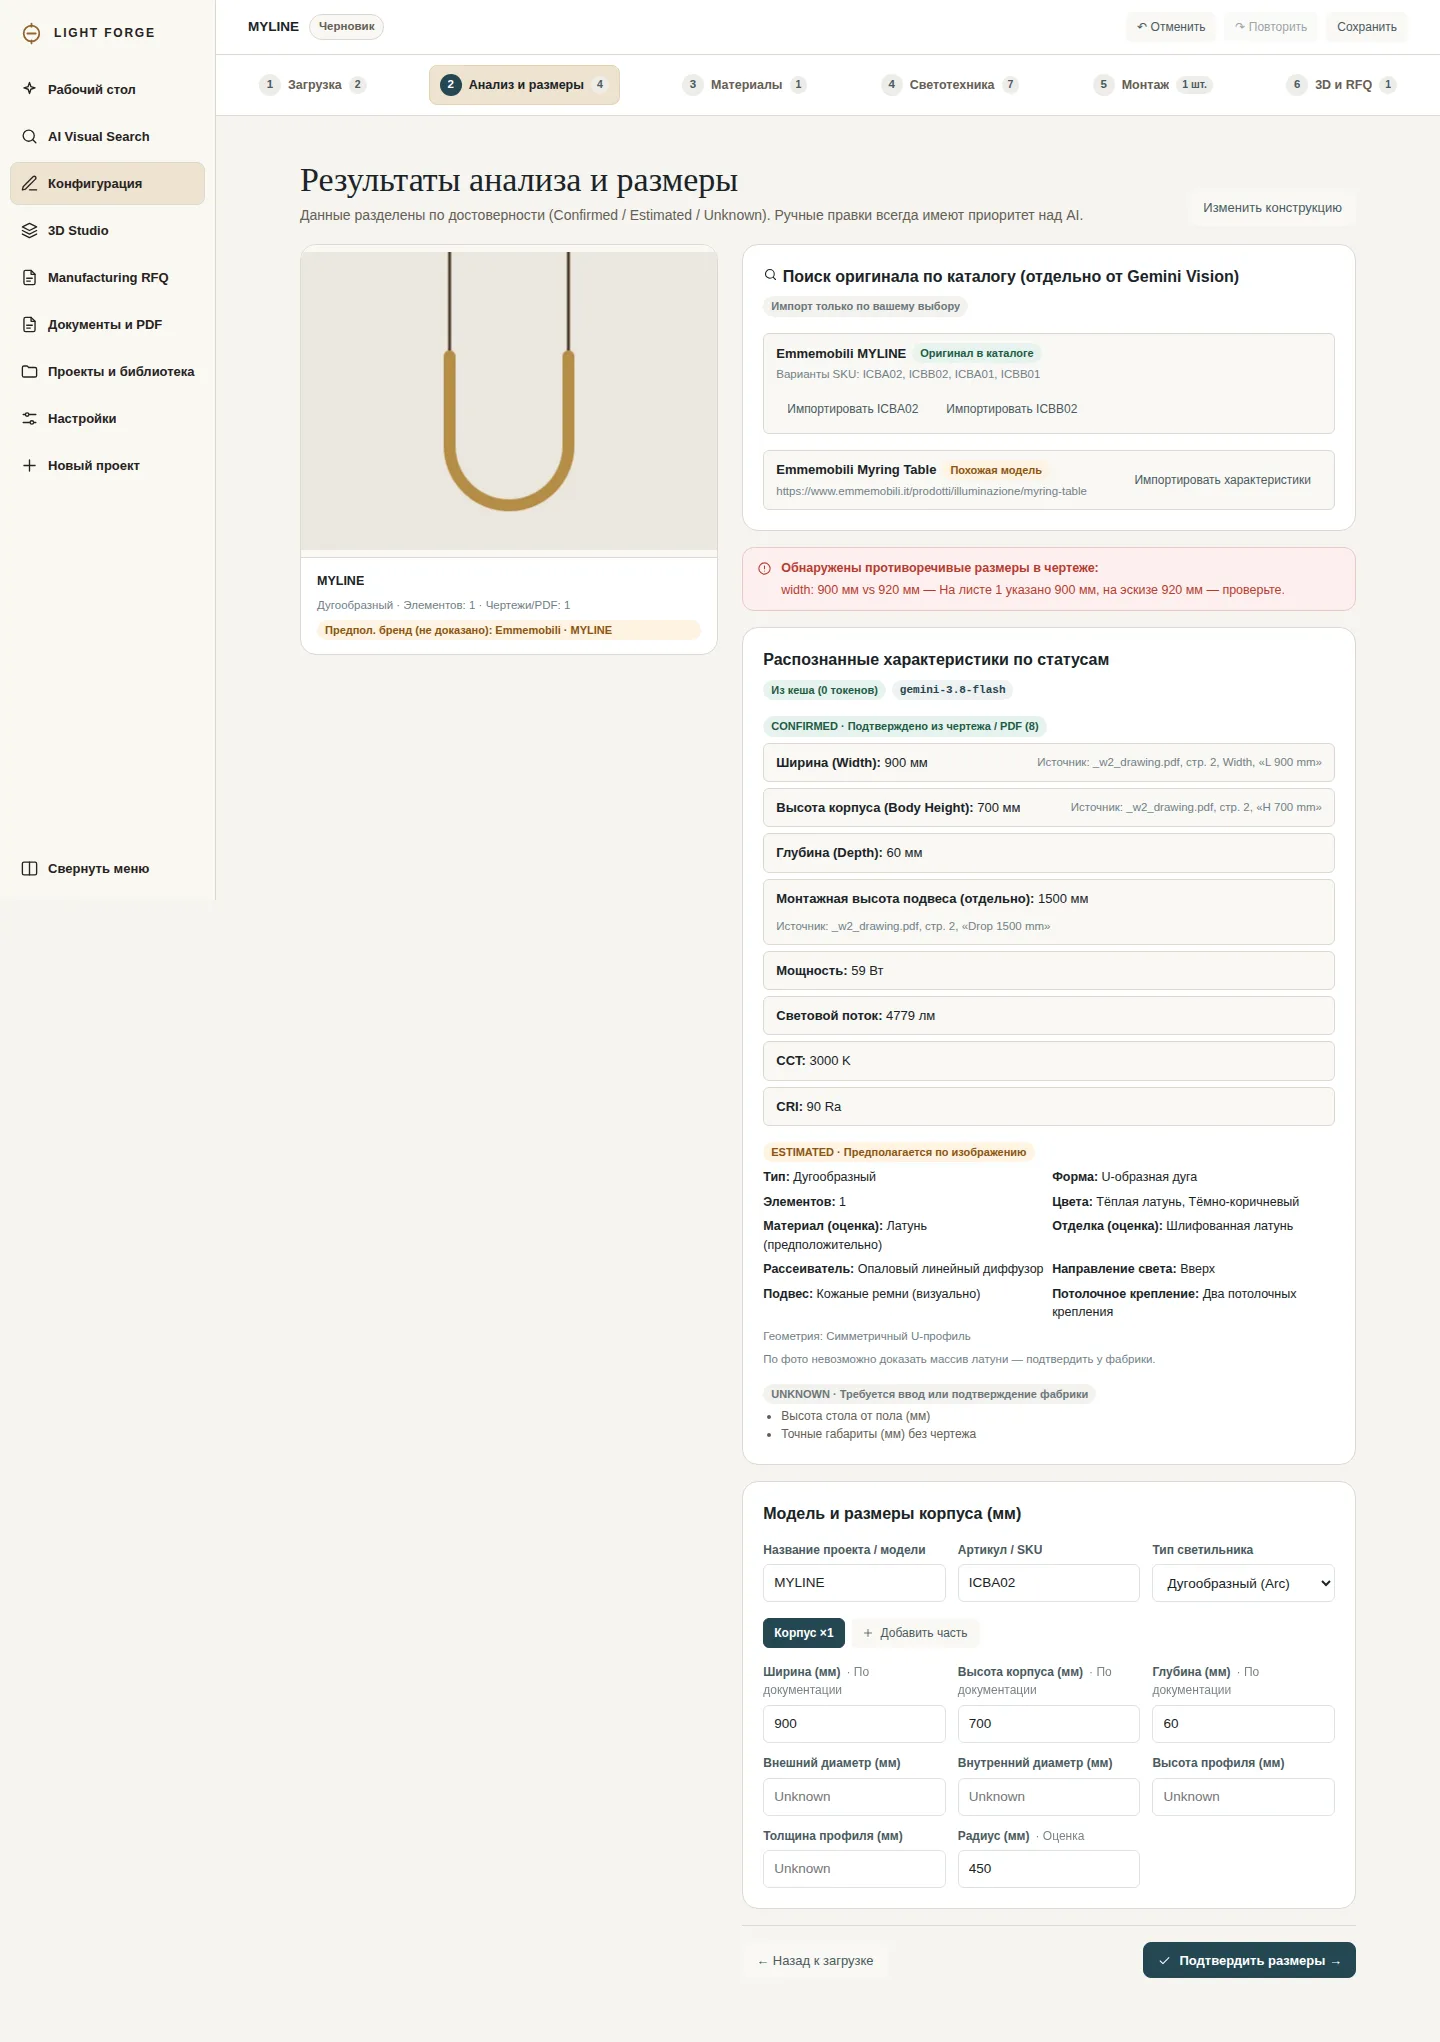 LIGHT FORGE
Рабочий стол
AI Visual Search
Конфигурация
3D Studio
Manufacturing RFQ
Документы и PDF
Проекты и библиотека
Настройки
Новый проект
Свернуть меню
MYLINE Черновик
↶ Отменить ↷ Повторить Сохранить
1 Загрузка 2 2 Анализ и размеры 4 3 Материалы 1 4 Светотехника 7 5 Монтаж 1 шт. 6 3D и RFQ 1
Результаты анализа и размеры
Данные разделены по достоверности (Confirmed / Estimated / Unknown). Ручные правки всегда имеют приоритет над AI.
Изменить конструкцию
MYLINE
Дугообразный · Элементов: 1 · Чертежи/PDF: 1
Предпол. бренд (не доказано): Emmemobili · MYLINE
Поиск оригинала по каталогу (отдельно от Gemini Vision)
Импорт только по вашему выбору
Emmemobili MYLINE Оригинал в каталоге
Варианты SKU: ICBA02, ICBB02, ICBA01, ICBB01
Импортировать ICBA02 Импортировать ICBB02
Emmemobili Myring Table Похожая модель
https://www.emmemobili.it/prodotti/illuminazione/myring-table
Импортировать характеристики
Обнаружены противоречивые размеры в чертеже:
width: 900 мм vs 920 мм — На листе 1 указано 900 мм, на эскизе 920 мм — проверьте.
Распознанные характеристики по статусам
Из кеша (0 токенов) gemini-3.8-flash
CONFIRMED · Подтверждено из чертежа / PDF (8)
Ширина (Width): 900 мм Источник: _w2_drawing.pdf, стр. 2, Width, «L 900 mm»
Высота корпуса (Body Height): 700 мм Источник: _w2_drawing.pdf, стр. 2, «H 700 mm»
Глубина (Depth): 60 мм
Монтажная высота подвеса (отдельно): 1500 мм
Источник: _w2_drawing.pdf, стр. 2, «Drop 1500 mm»
Мощность: 59 Вт
Световой поток: 4779 лм
CCT: 3000 K
CRI: 90 Ra
ESTIMATED · Предполагается по изображению
Тип: Дугообразный Форма: U-образная дуга
Элементов: 1 Цвета: Тёплая латунь, Тёмно-коричневый
Материал (оценка): Латунь
(предположительно)
Отделка (оценка): Шлифованная латунь
Рассеиватель: Опаловый линейный диффузор Направление света: Вверх
Подвес: Кожаные ремни (визуально) Потолочное крепление: Два потолочных
крепления
Геометрия: Симметричный U-профиль
По фото невозможно доказать массив латуни — подтвердить у фабрики.
UNKNOWN · Требуется ввод или подтверждение фабрики
• Высота стола от пола (мм)
• Точные габариты (мм) без чертежа
Модель и размеры корпуса (мм)
Название проекта / модели Артикул / SKU Тип светильника
MYLINE ICBA02 Дугообразный (Arc)
Корпус ×1 + Добавить часть
Ширина (мм) · По
документации
Высота корпуса (мм) · По
документации
Глубина (мм) · По
документации
900 700 60
Внешний диаметр (мм) Внутренний диаметр (мм) Высота профиля (мм)
Unknown Unknown Unknown
Толщина профиля (мм) Радиус (мм) · Оценка
Unknown 450
← Назад к загрузке Подтвердить размеры →